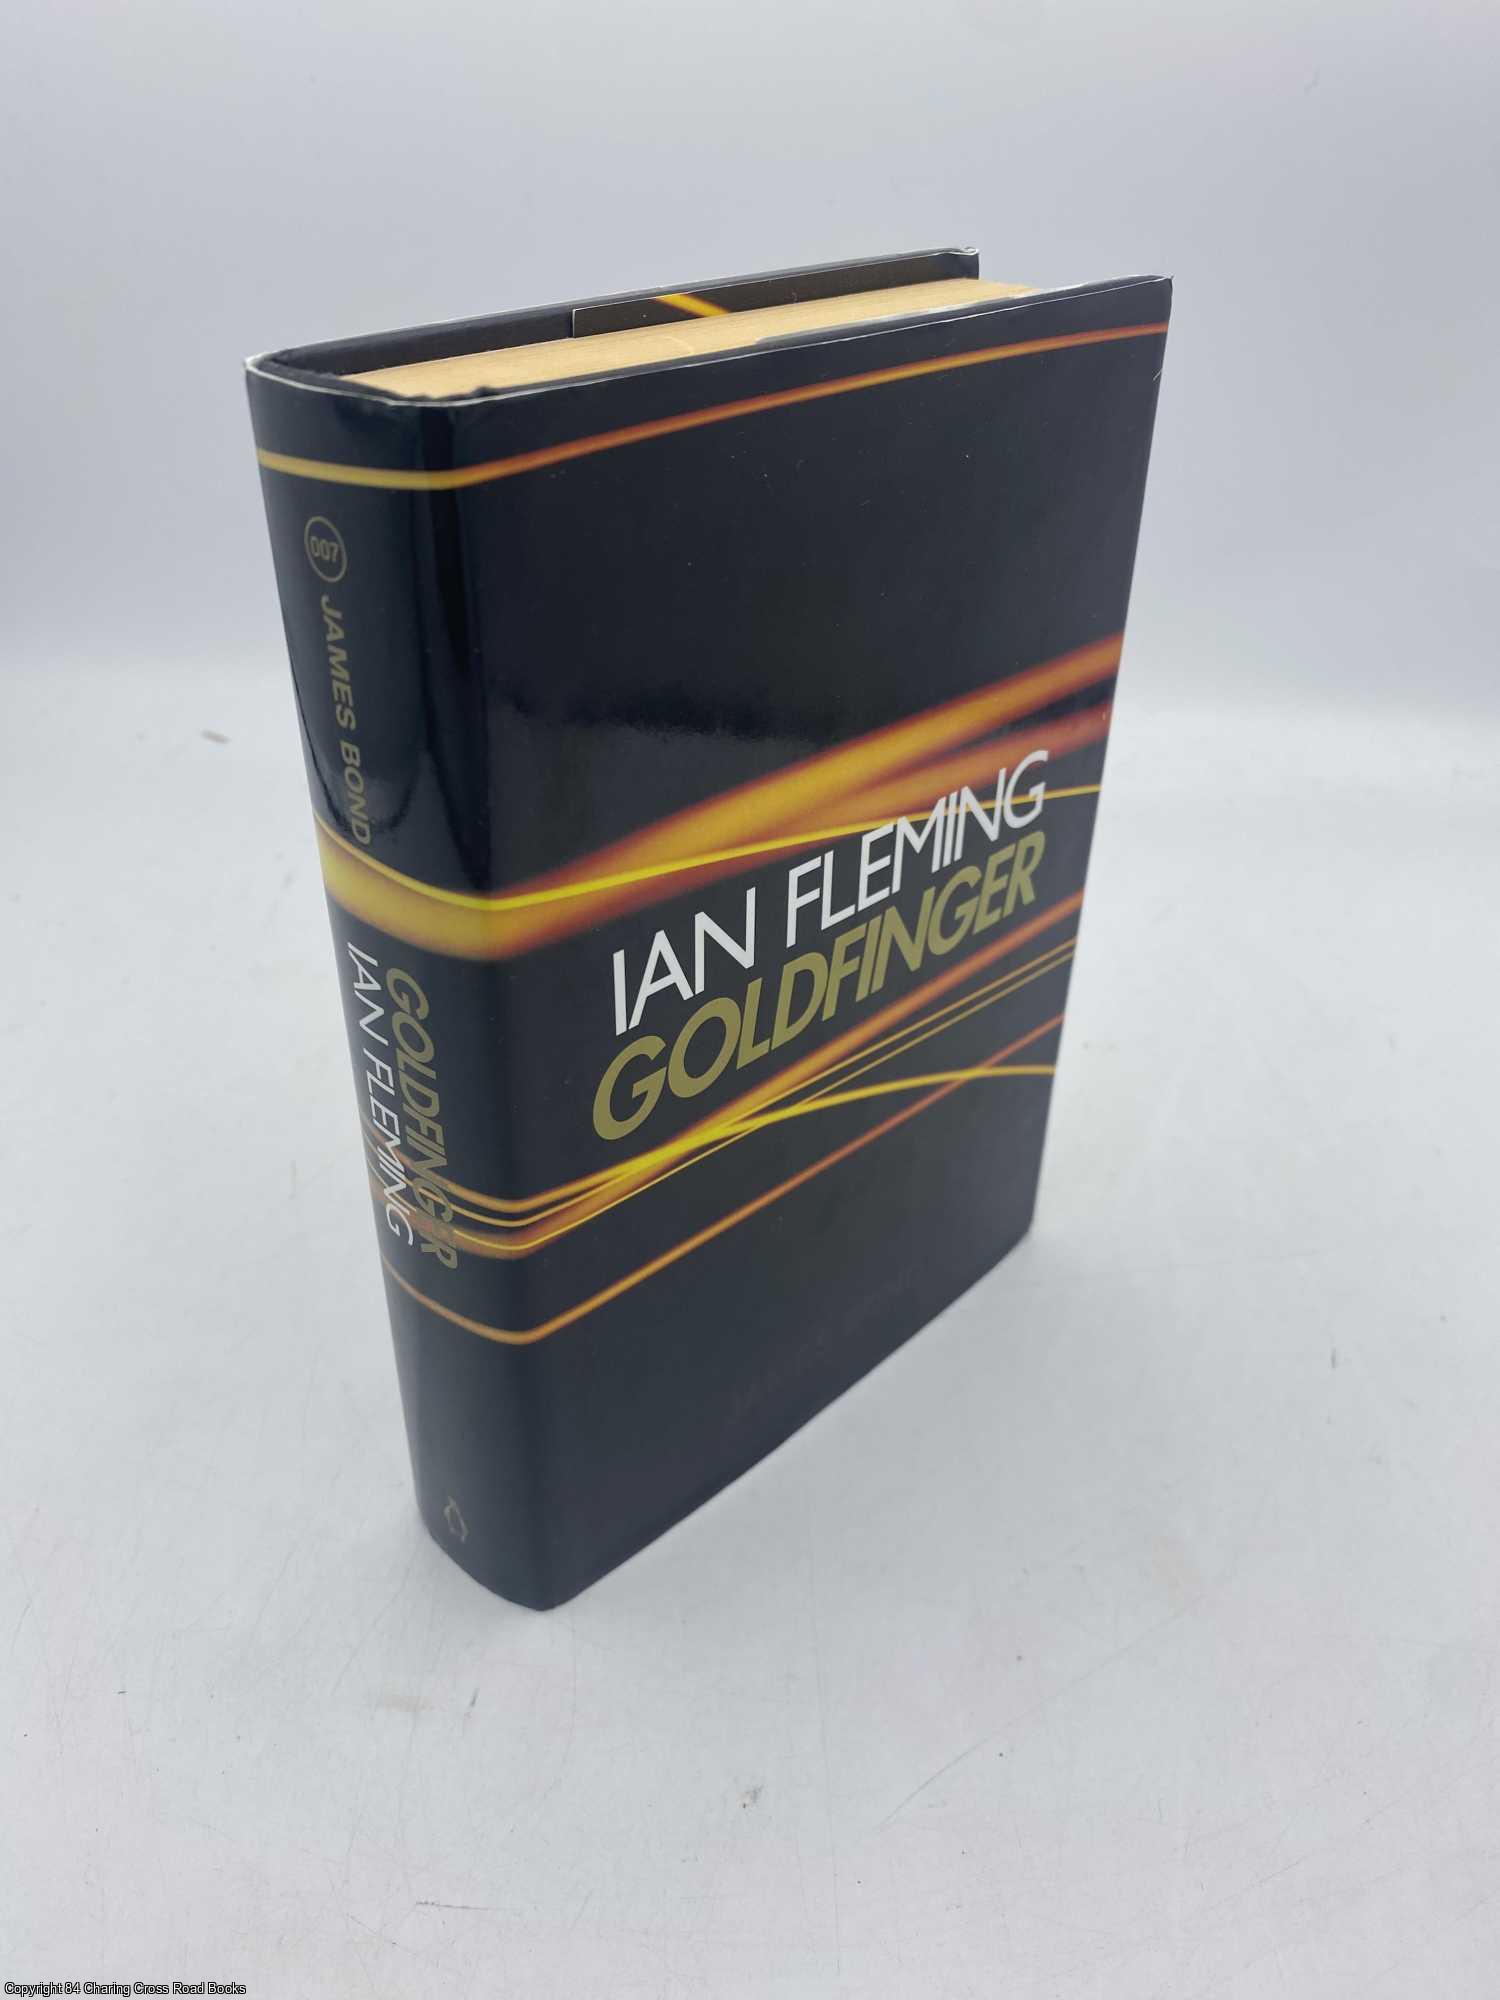 007 JAMES BOND
GOLDFINGER
IAN FLEMING
IAN FLEMING
GOLDFINGER
Copyright 84 Charing Cross Road Books